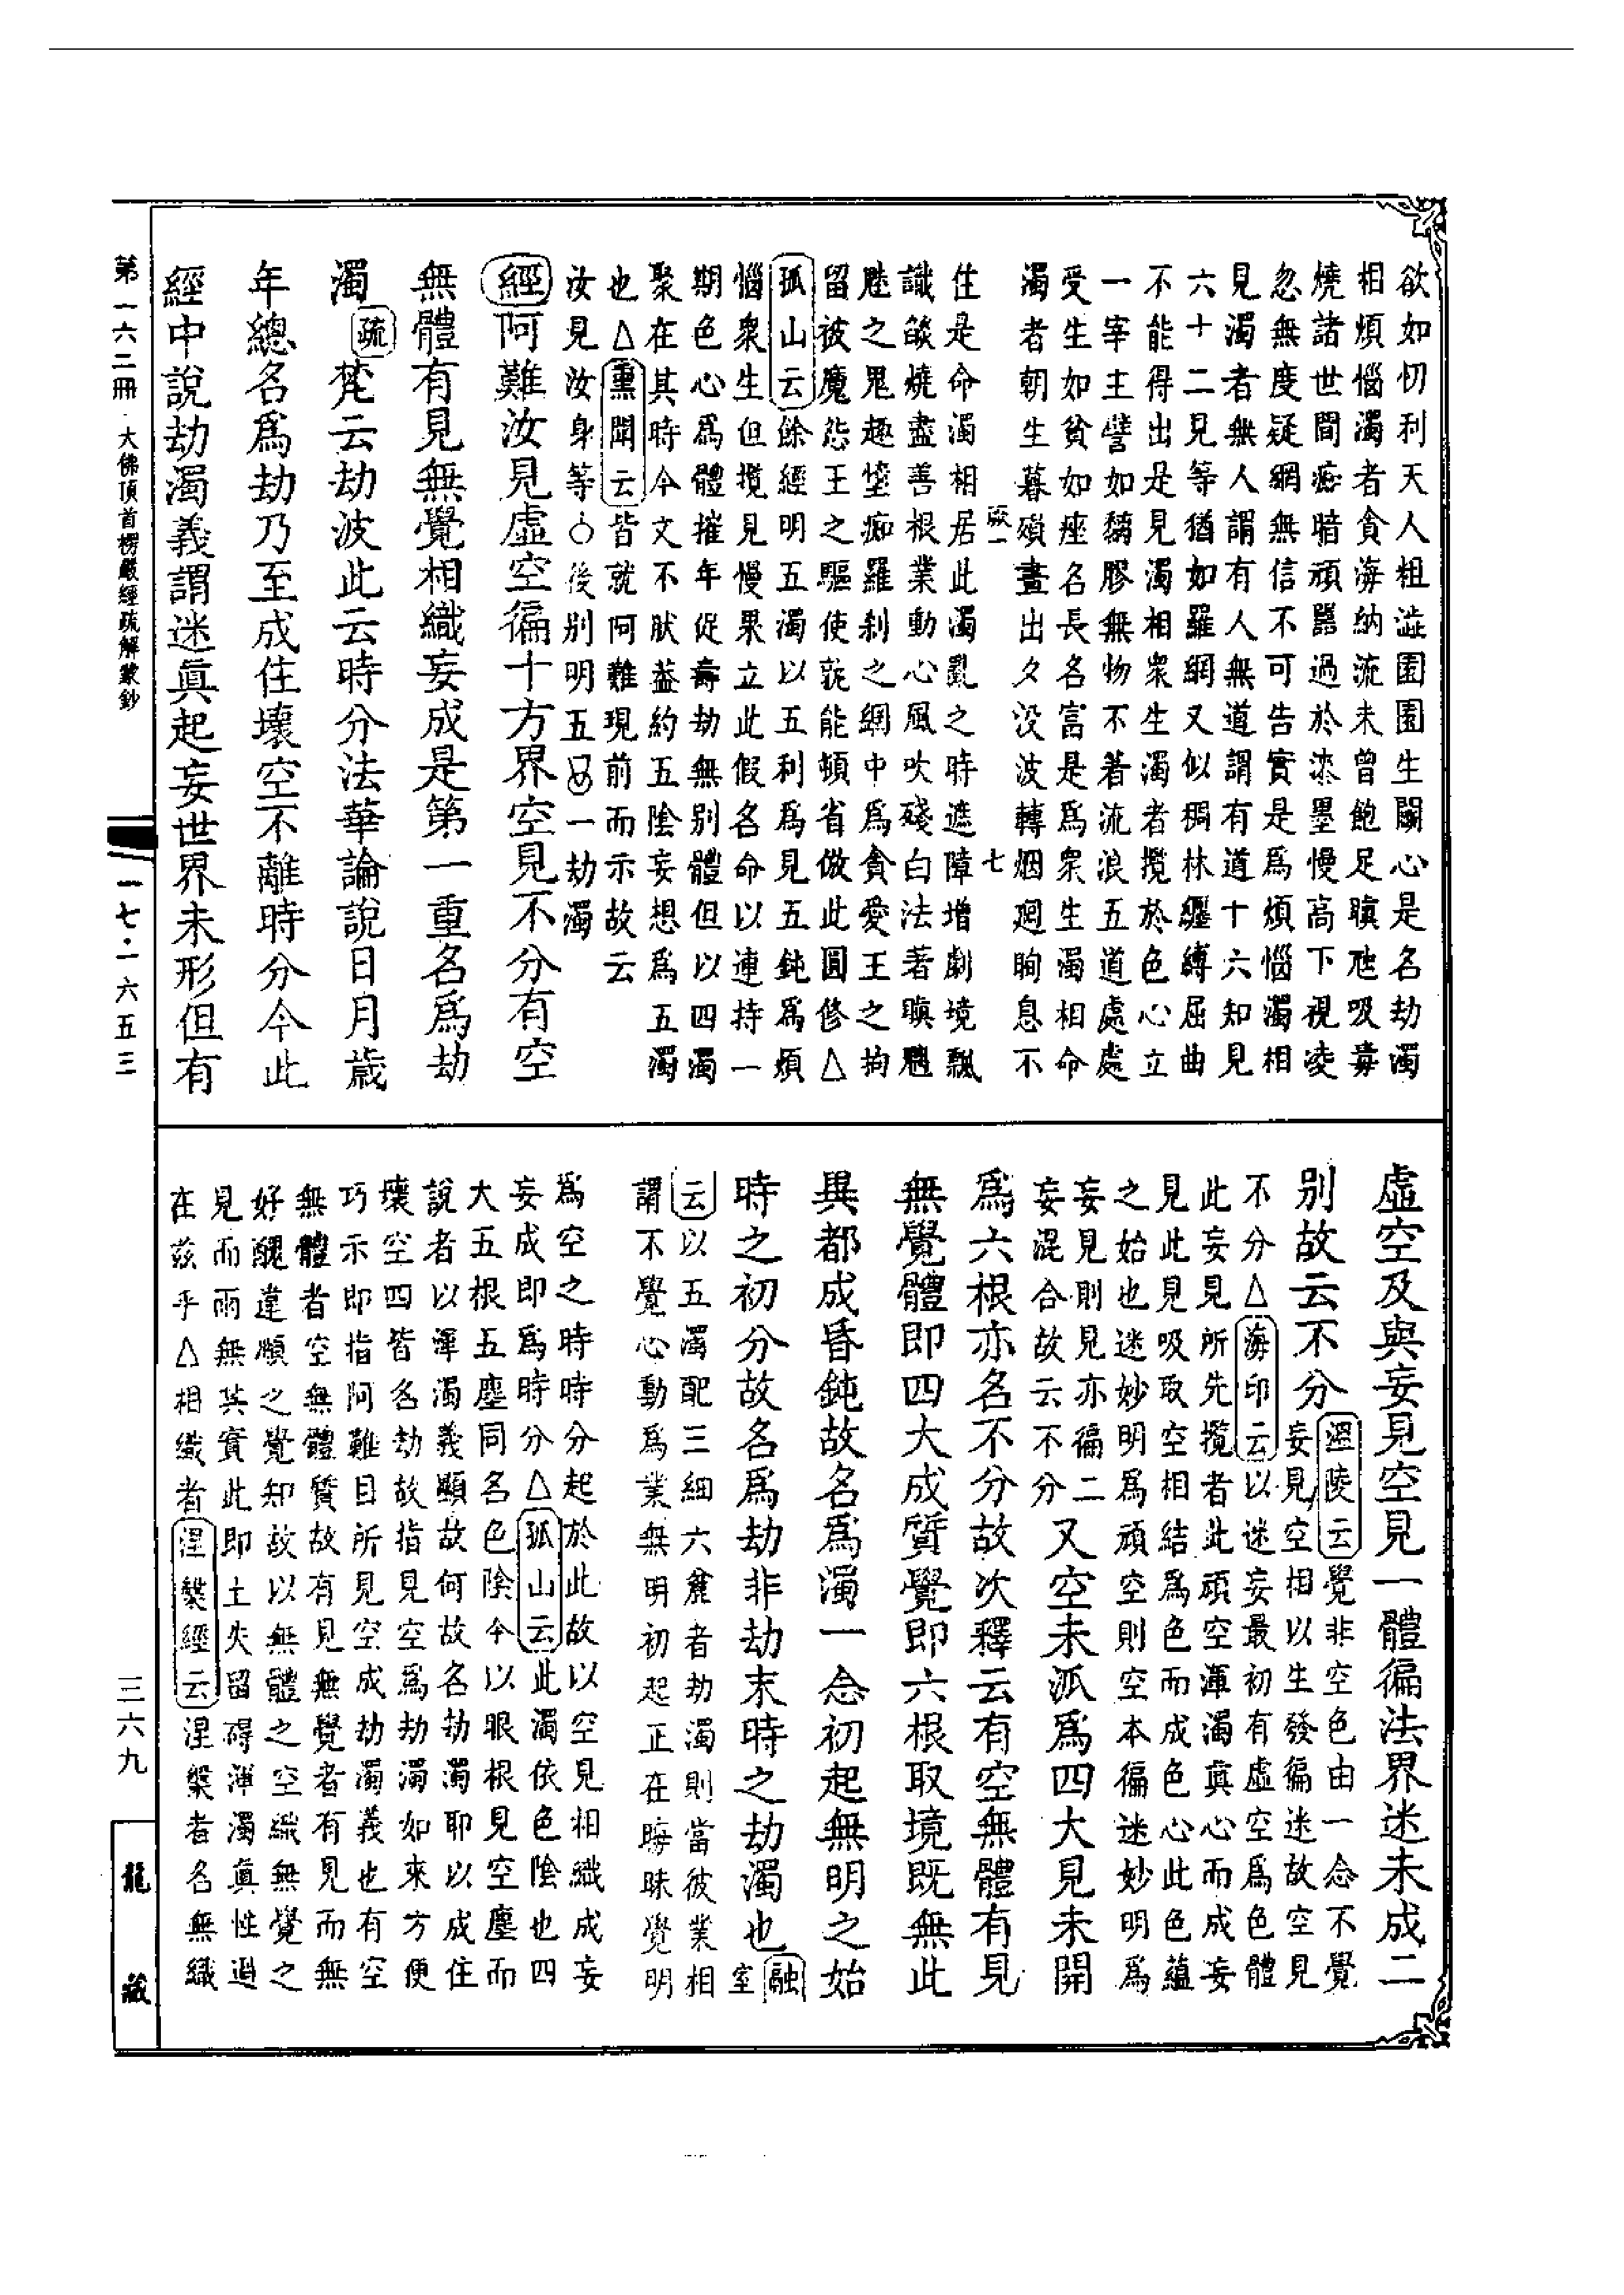 欲如忉利天人粗澁園園生鬭心是名劫濁
相煩惱濁者貪海納流未曾飽足瞋虺吸毒
燒諸世間癡暗頑嚚過於漆墨慢高下視凌
忽無度疑網無信不可告實是爲煩惱濁相
見濁者無人謂有人無道謂有道十六知見
六十二見等猶如羅網又似稠林纏縛屈曲
不能得出是見濁相衆生濁者攬於色心立
一宰主譬如黐膠無物不著流浪五道處處
受生如貧如痤名長名富是爲衆生濁相命
濁者朝生暮殞晝出夕没波轉烟迴眴息不
住是命濁相居此濁亂之時遮障增劇境飄
識燄燒盡善根業動心風吹殘白法著瞋魍
魅之鬼趣墮痴羅刹之網中爲貪愛王之拘
留被魔怨王之驅使詎能頓省倣此圓修△
孤山云餘經明五濁以五利爲見五鈍爲煩
惱衆生但攬見慢果立此假名命以連持一
期色心爲體摧年促壽劫無别體但以四濁
聚在其時今文不肰葢約五陰妄想爲五濁
也△熏聞云皆就阿難現前而示故云
汝見汝身等○後别明五 一劫濁
經阿難汝見虛空徧十方界空見不分有空
無體有見無覺相織妄成是第一重名爲劫
濁疏梵云劫波此云時分法華論說日月歲
年總名爲劫乃至成住壞空不離時分今此
經中說劫濁義謂迷眞起妄世界未形但有
第一六二冊·大佛頂首楞嚴經疏解蒙鈔
一七·一六五三
虛空及與妄見空見一體徧法界迷未成二
别故云不分温陵云覺非空色由一念不覺
妄見空相以生發徧迷故空見
不分△海印云以迷妄最初有虛空爲色體
此妄見所先攬者此頑空渾濁眞心而成妄
見此見吸取空相結爲色而成色心此色蘊
之始也迷妙明爲頑空則空本徧迷妙明爲
妄見則見亦徧二
妄混合故云不分又空未派爲四大見未開
爲六根亦名不分故次釋云有空無體有見
無覺體即四大成質覺即六根取境既無此
異都成昏鈍故名爲濁一念初起無明之始
時之初分故名爲劫非劫末時之劫濁也融室
云以五濁配三細六麁者劫濁則當彼業相
謂不覺心動爲業無明初起正在晦昧覺明
爲空之時時分起於此故以空見相織成妄
妄成即爲時分△孤山云此濁依色陰也四
大五根五塵同名色陰今以眼根見空塵而
說者以渾濁義顯故何故名劫濁耶以成住
壞空四皆名劫故指見空爲劫濁如來方便
巧示即指阿難目所見空成劫濁義也有空
無體者空無體質故有見無覺者有見而無
好醜違順之覺知故以無體之空織無覺之
見而兩無其實此即土失留碍渾濁眞性過
在茲乎△相織者涅槃經云涅槃者名無織
三六九
龍藏